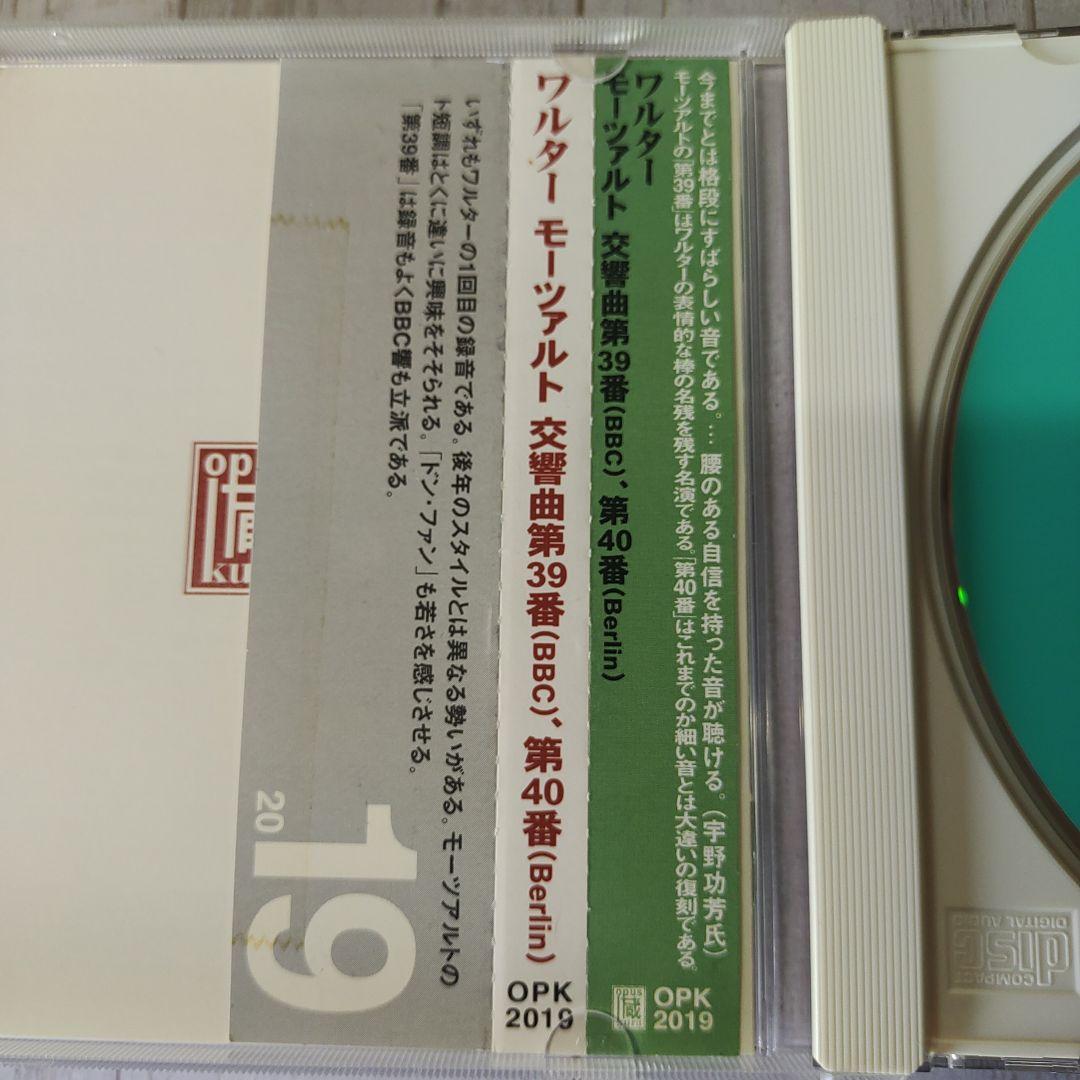 今までとは格段にすばらしい音である。… 腰のある自信を持った音が聴ける。(宇野功芳氏)
モーツァルトの「第39番」はワルターの表情的な棒の名残を残す名演である。「第40番」はこれまでのか細い音とは大違いの復刻である。
ワルター
モーツァルト 交響曲第39番(BBC)、第40番(Berlin)
opus
蔵
OPK
2019
ワルター モーツァルト 交響曲第39番(BBC)、第40番(Berlin)
OPK
2019
いずれもワルターの1回目の録音である。後年のスタイルとは異なる勢いがある。モーツアルトの
ト短調はとくに違いに興味をそそられる。「ドン・ファン」も若さを感じさせる。
「第39番」は録音もよくBBC響も立派である。
20
19
op
蔵
ku
COMPACT
disc
DIGITAL AUDIO